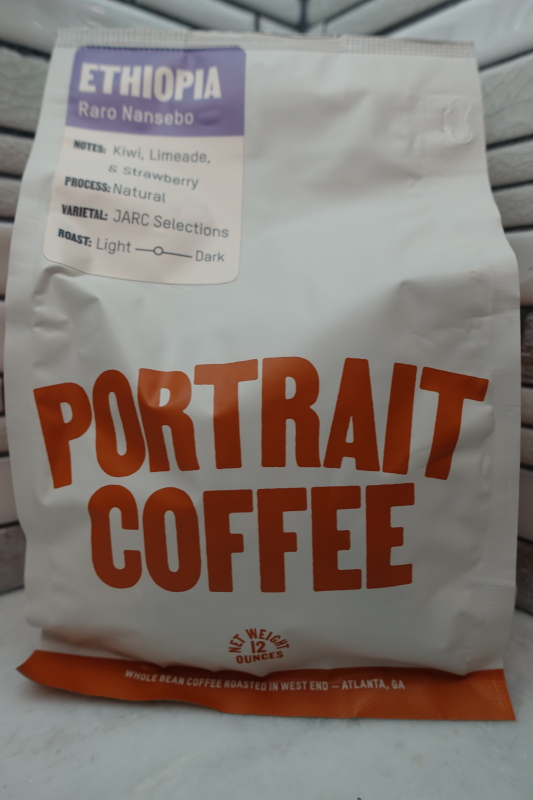 ETHIOPIA
Raro Nansebo
NOTES: Kiwi, Limeade,
& Strawberry
PROCESS: Natural
VARIETAL: JARC Selections
ROAST: Light Dark
PORTRAIT
COFFEE
NET WEIGHT
12
OUNCES
WHOLE BEAN COFFEE ROASTED IN WEST END – ATLANTA, GA